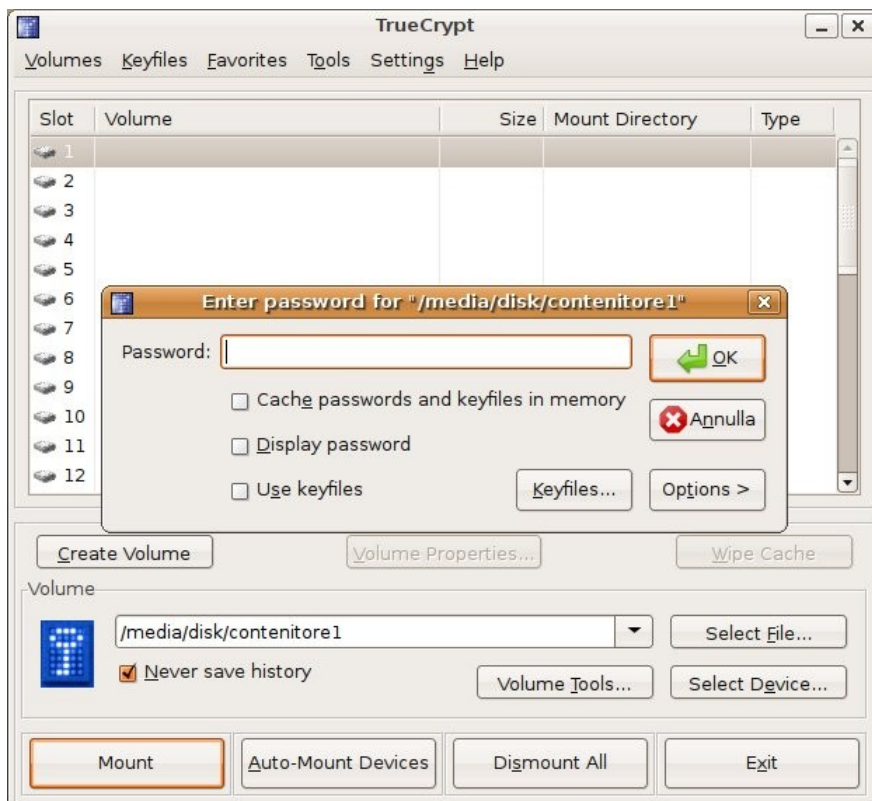 TrueCrypt
Volumes Keyfiles Favorites Tools Settings Help
Slot Volume Size Mount Directory Type
1
2
3
4
5
6
7
8
9
10
11
12
Enter password for "/media/disk/contenitore1"
Password:
OK
Cache passwords and keyfiles in memory
Annulla
Display password
Use keyfiles Keyfiles... Options >
Create Volume Volume Properties... Wipe Cache
Volume
/media/disk/contenitore1 Select File...
Never save history
Volume Tools... Select Device...
Mount Auto-Mount Devices Dismount All Exit